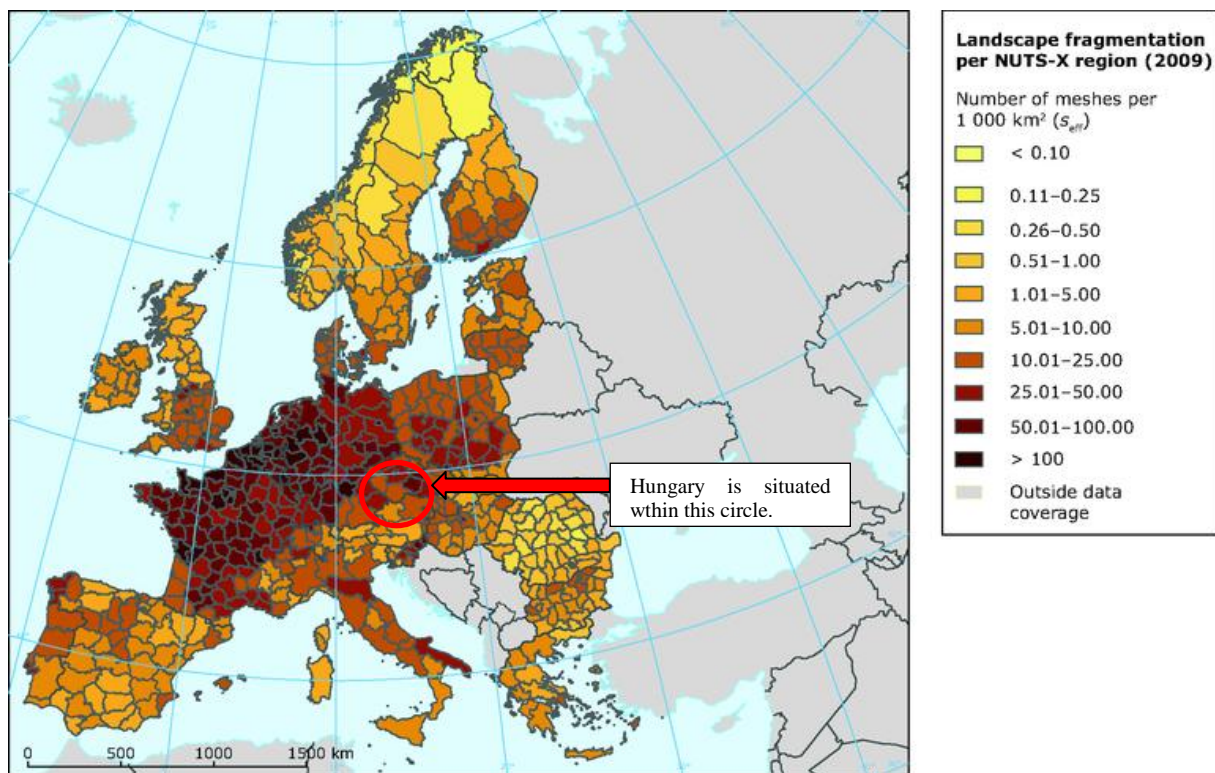 Landscape fragmentation
per NUTS-X region (2009)
Number of meshes per
1 000 km² (s_eff)
< 0.10
0.11–0.25
0.26–0.50
0.51–1.00
1.01–5.00
5.01–10.00
10.01–25.00
25.01–50.00
50.01–100.00
> 100
Outside data
coverage
Hungary is situated
wthin this circle.
0 500 1000 1500 km